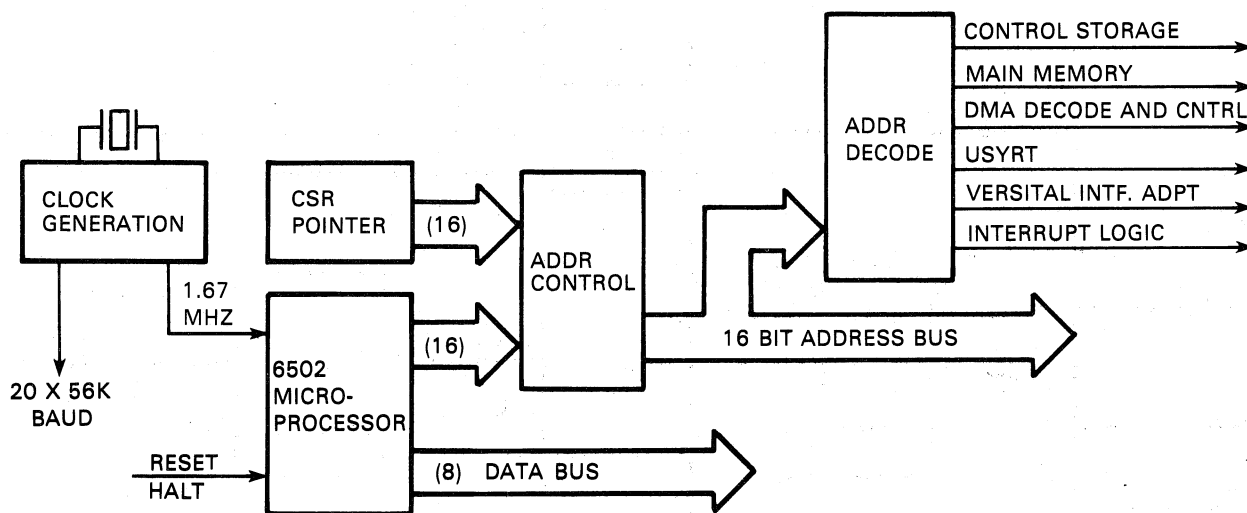 CONTROL STORAGE
MAIN MEMORY
DMA DECODE AND CNTRL
USYRT
VERSITAL INTF. ADPT
INTERRUPT LOGIC
ADDR
DECODE
CLOCK
GENERATION
CSR
POINTER
(16)
ADDR
CONTROL
1.67
MHZ
(16)
16 BIT ADDRESS BUS
6502
MICRO-
PROCESSOR
20 X 56K
BAUD
RESET
HALT
(8) DATA BUS